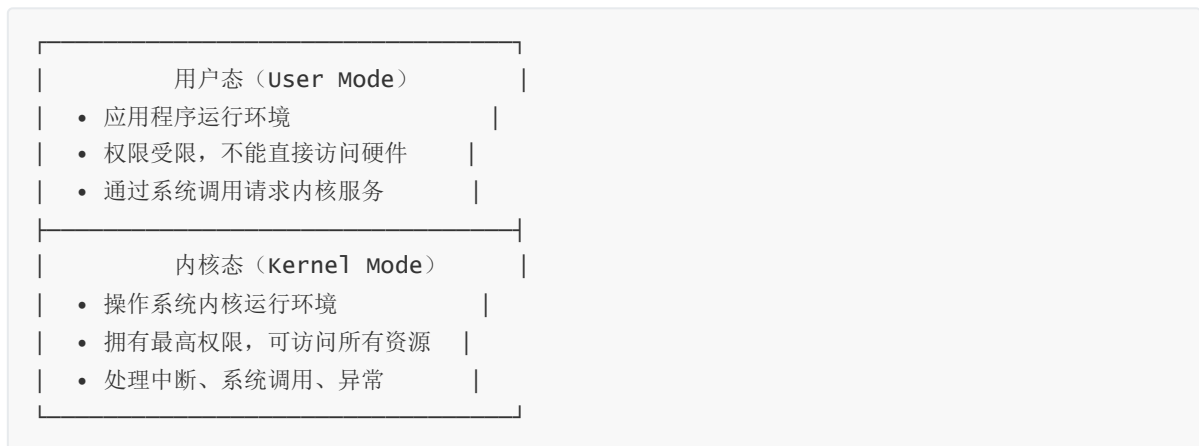 用户态（User Mode）
• 应用程序运行环境
• 权限受限，不能直接访问硬件
• 通过系统调用请求内核服务
内核态（Kernel Mode）
• 操作系统内核运行环境
• 拥有最高权限，可访问所有资源
• 处理中断、系统调用、异常